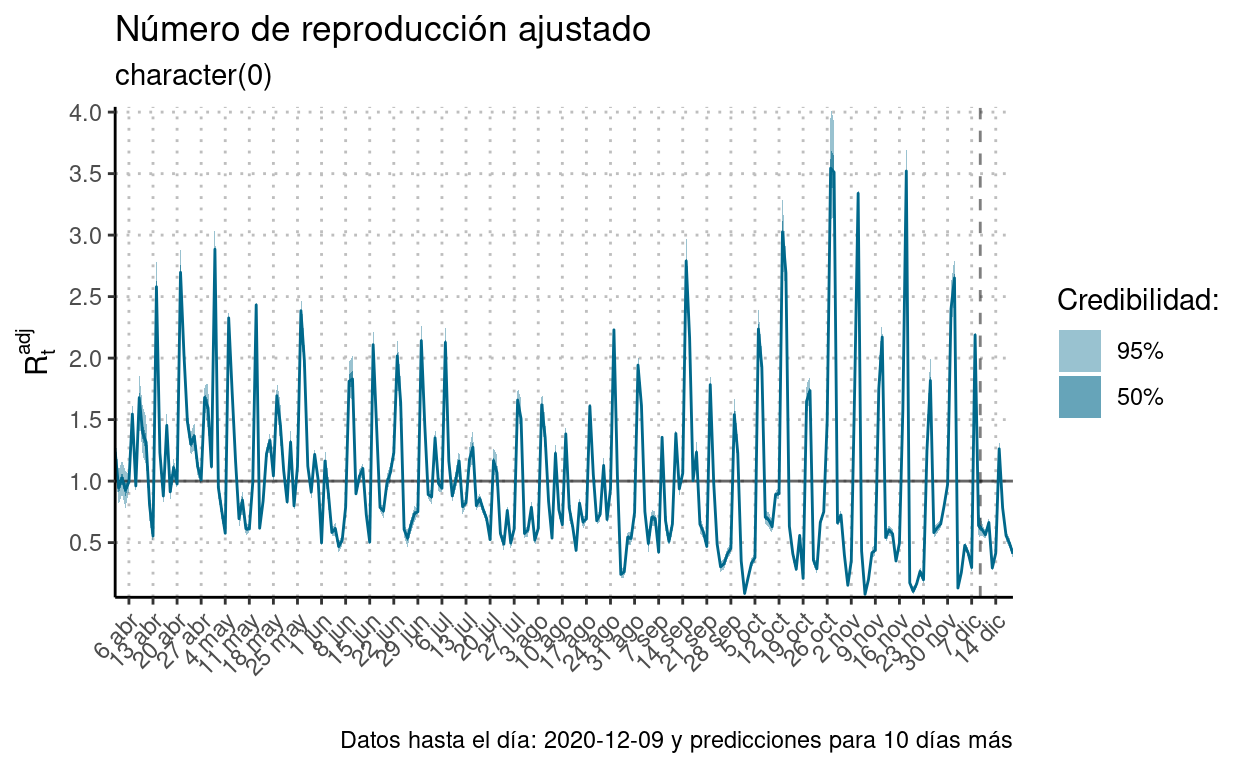 Número de reproducción ajustado
character(0)
4.0
3.5
3.0
2.5
2.0
1.5
1.0
0.5
R_t^adj
6 abr
13 abr
20 abr
27 abr
4 may
11 may
18 may
25 may
1 jun
8 jun
15 jun
22 jun
29 jun
6 jul
13 jul
20 jul
27 jul
3 ago
10 ago
17 ago
24 ago
31 ago
7 sep
14 sep
21 sep
28 sep
5 oct
12 oct
19 oct
26 oct
2 nov
9 nov
16 nov
23 nov
30 nov
7 dic
14 dic
Credibilidad:
95%
50%
Datos hasta el día: 2020-12-09 y predicciones para 10 días más